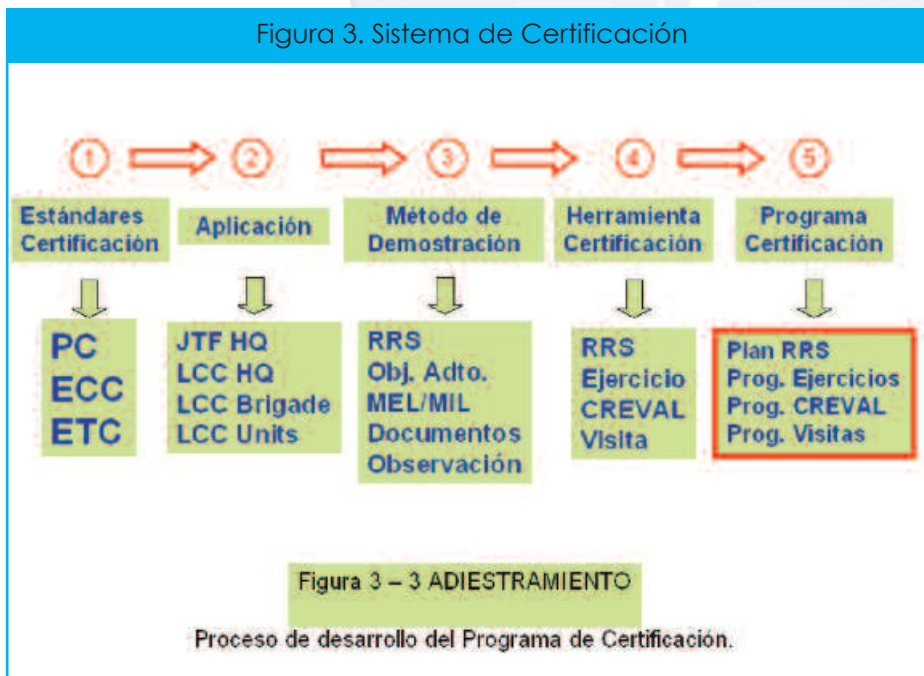 Figura 3. Sistema de Certificación
1 2 3 4 5
Estándares
Certificación
Aplicación
Método de
Demostración
Herramienta
Certificación
Programa
Certificación
PC
ECC
ETC
JTF HQ
LCC HQ
LCC Brigade
LCC Units
RRS
Obj. Adto.
MEL/MIL
Documentos
Observación
RRS
Ejercicio
CREVAL
Visita
Plan RRS
Prog. Ejercicios
Prog. CREVAL
Prog. Visitas
Figura 3 – 3 ADIESTRAMIENTO
Proceso de desarrollo del Programa de Certificación.